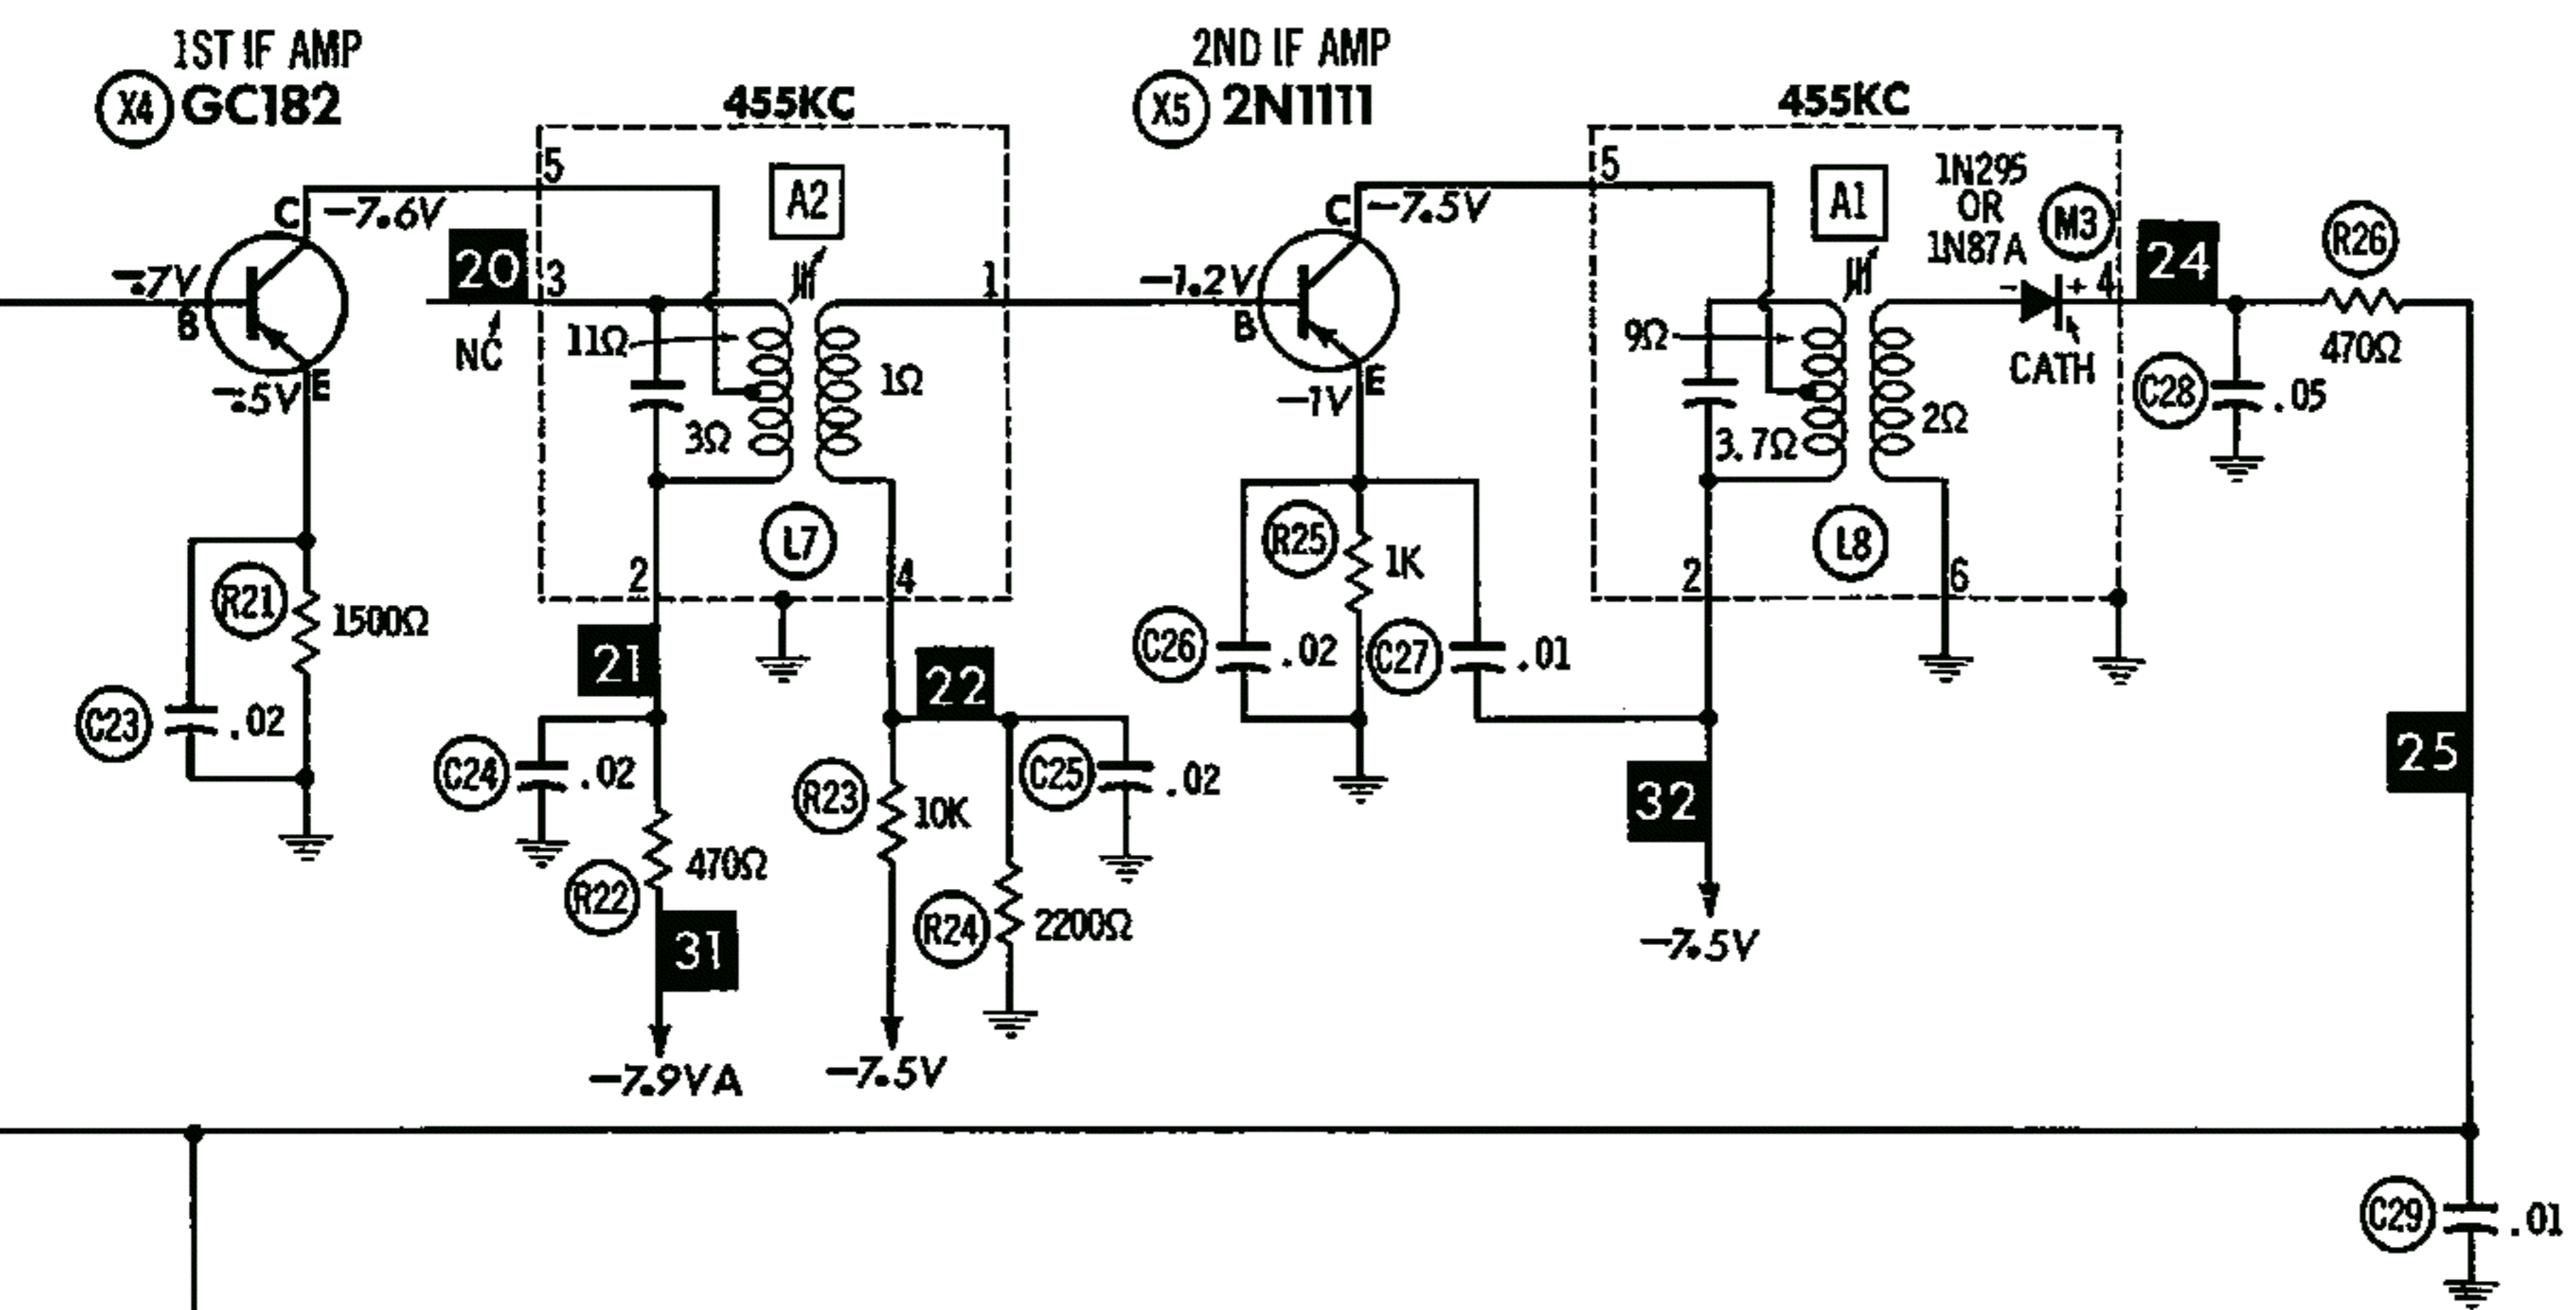 1ST IF AMP
X4 GC182
2ND IF AMP
X5 2N1111
455KC
455KC
5
A2
5
A1
1N295
OR
1N87A
M3
C
−7.6V
C
−7.5V
24
R26
20
3
1
−.7V
−1.2V
-
+
4
B
B
NC
11Ω
9Ω
470Ω
CATH
1Ω
C28
.05
−.5V
E
−1V
E
3Ω
3.7Ω
2Ω
L7
R25
1K
L8
2
4
2
6
R21
1500Ω
21
22
C26
.02
C27
.01
C23
.02
C24
.02
R23
10K
C25
.02
32
25
R22
470Ω
R24
2200Ω
31
−7.5V
−7.9VA
−7.5V
C29
.01